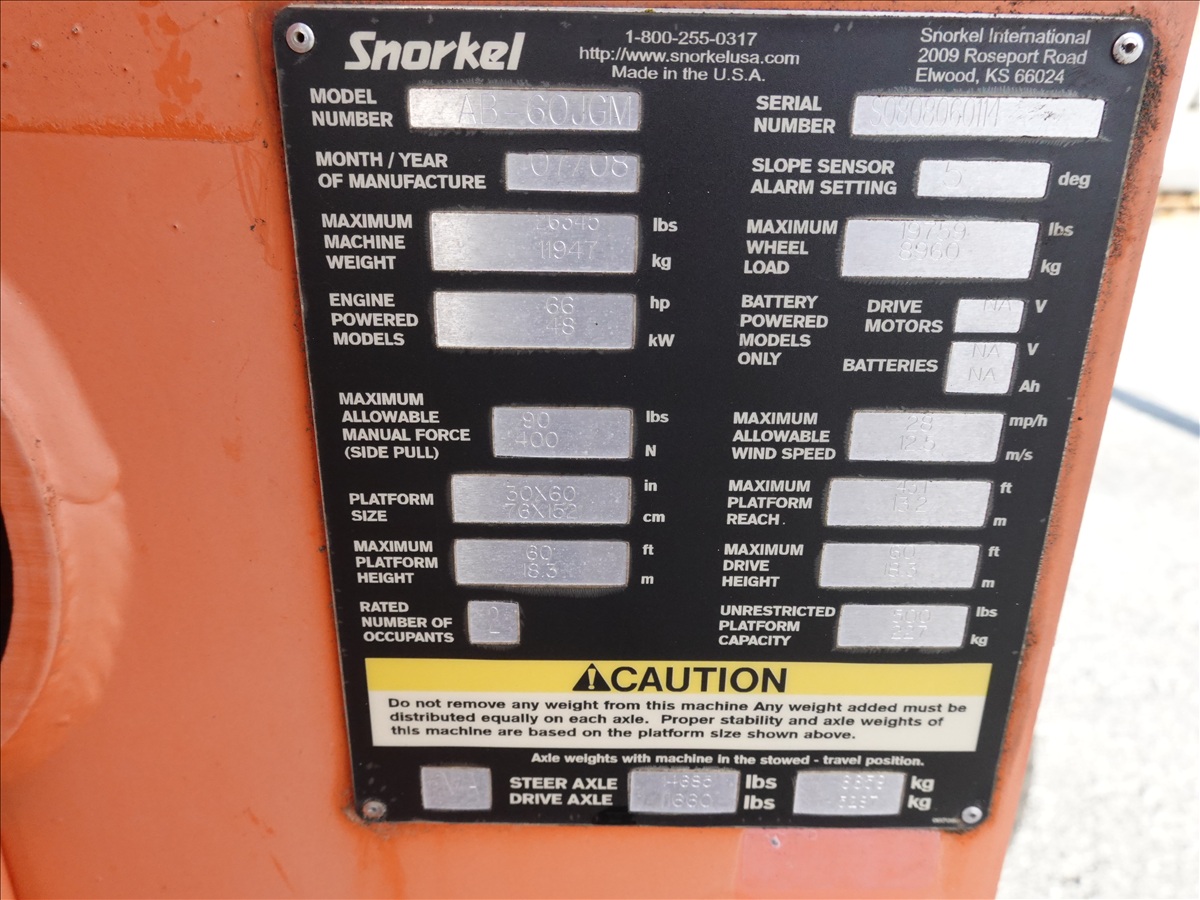 Snorkel
1-800-255-0317
http://www.snorkelusa.com
Made in the U.S.A.
Snorkel International
2009 Roseport Road
Elwood, KS 66024
MODEL NUMBER AB-60JGM
SERIAL NUMBER
MONTH / YEAR OF MANUFACTURE 07/08
SLOPE SENSOR ALARM SETTING 5 deg
MAXIMUM MACHINE WEIGHT
lbs
11947 kg
MAXIMUM WHEEL LOAD
19759 lbs
8960 kg
ENGINE POWERED MODELS
66 hp
48 kW
BATTERY POWERED MODELS ONLY
DRIVE MOTORS NA V
BATTERIES NA V
NA Ah
MAXIMUM ALLOWABLE MANUAL FORCE (SIDE PULL)
90 lbs
400 N
MAXIMUM ALLOWABLE WIND SPEED
28 mp/h
12.5 m/s
PLATFORM SIZE
30X60 in
76X152 cm
MAXIMUM PLATFORM REACH
ft
13.2 m
MAXIMUM PLATFORM HEIGHT
60 ft
18.3 m
MAXIMUM DRIVE HEIGHT
60 ft
18.3 m
RATED NUMBER OF OCCUPANTS
UNRESTRICTED PLATFORM CAPACITY
500 lbs
227 kg
CAUTION
Do not remove any weight from this machine Any weight added must be
distributed equally on each axle. Proper stability and axle weights of
this machine are based on the platform size shown above.
Axle weights with machine in the stowed - travel position.
STEER AXLE lbs kg
DRIVE AXLE lbs kg